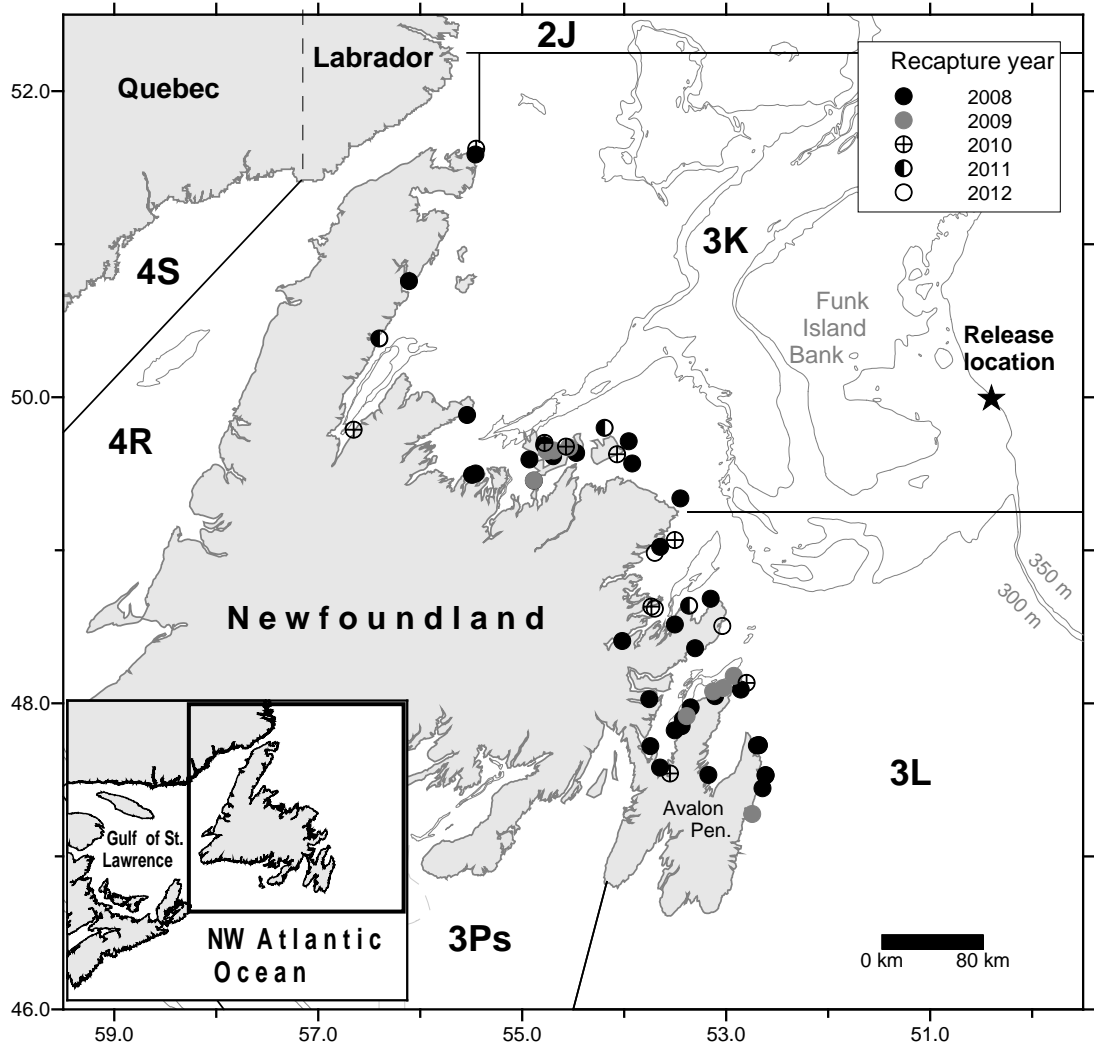 2J
Labrador
Quebec
Recapture year
2008
2009
2010
2011
2012
52.0
3K
4S
Funk
Island
Bank
Release
location
50.0
4R
350 m
300 m
Newfoundland
48.0
3L
Avalon
Pen.
Gulf of St.
Lawrence
NW Atlantic
Ocean
3Ps
0 km
80 km
46.0
59.0
57.0
55.0
53.0
51.0